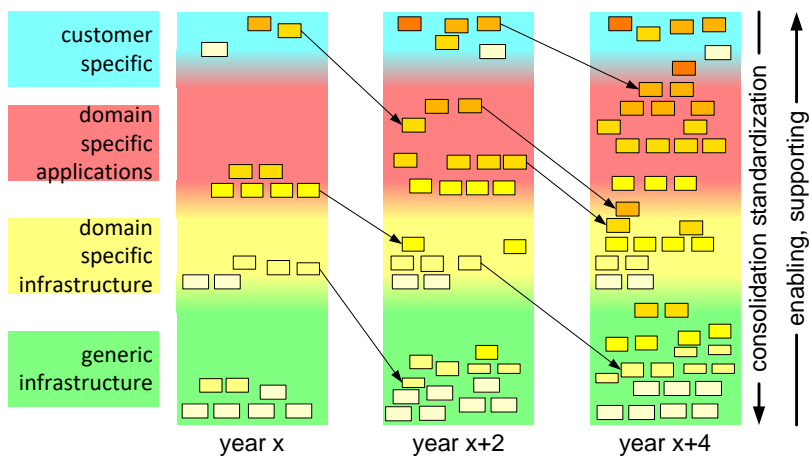 customer
specific
domain
specific
applications
domain
specific
infrastructure
generic
infrastructure
year x
year x+2
year x+4
consolidation standardization
enabling, supporting